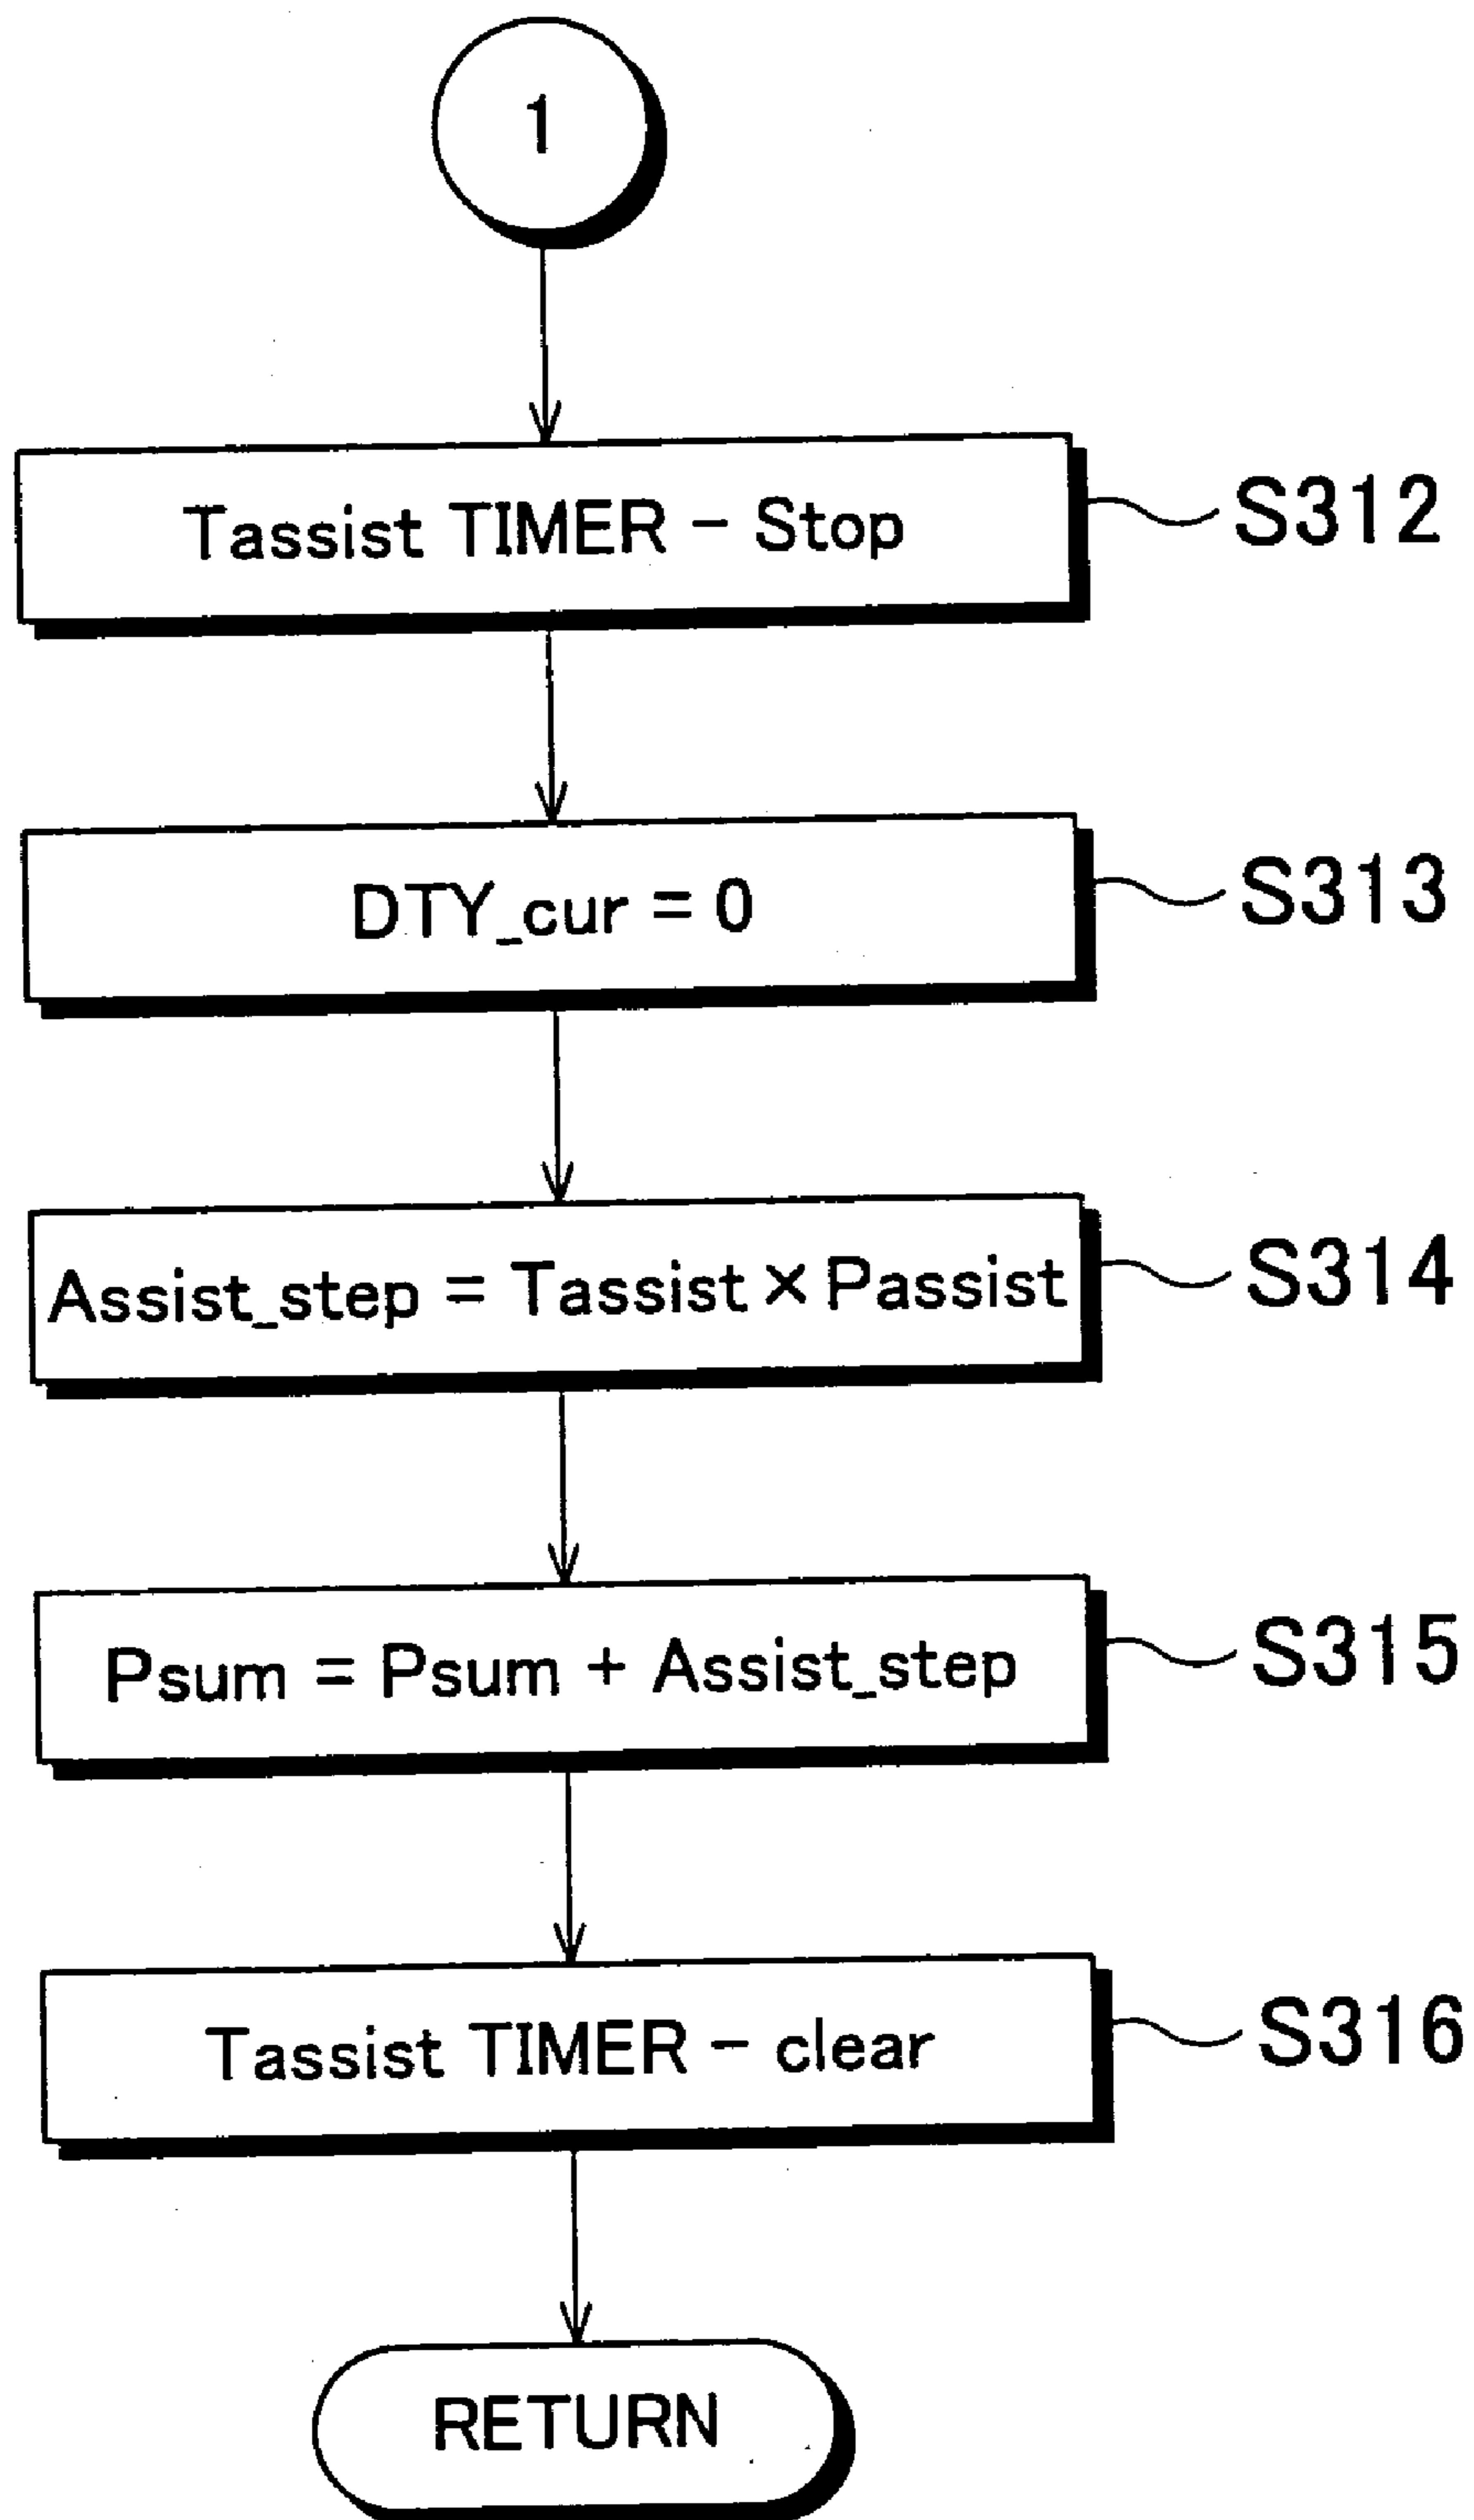 1
Tassist TIMER - Stop
S312
DTY_cur = 0
S313
Assist_step = Tassist × Passist
S314
Psum = Psum + Assist_step
S315
Tassist TIMER - clear
S316
RETURN